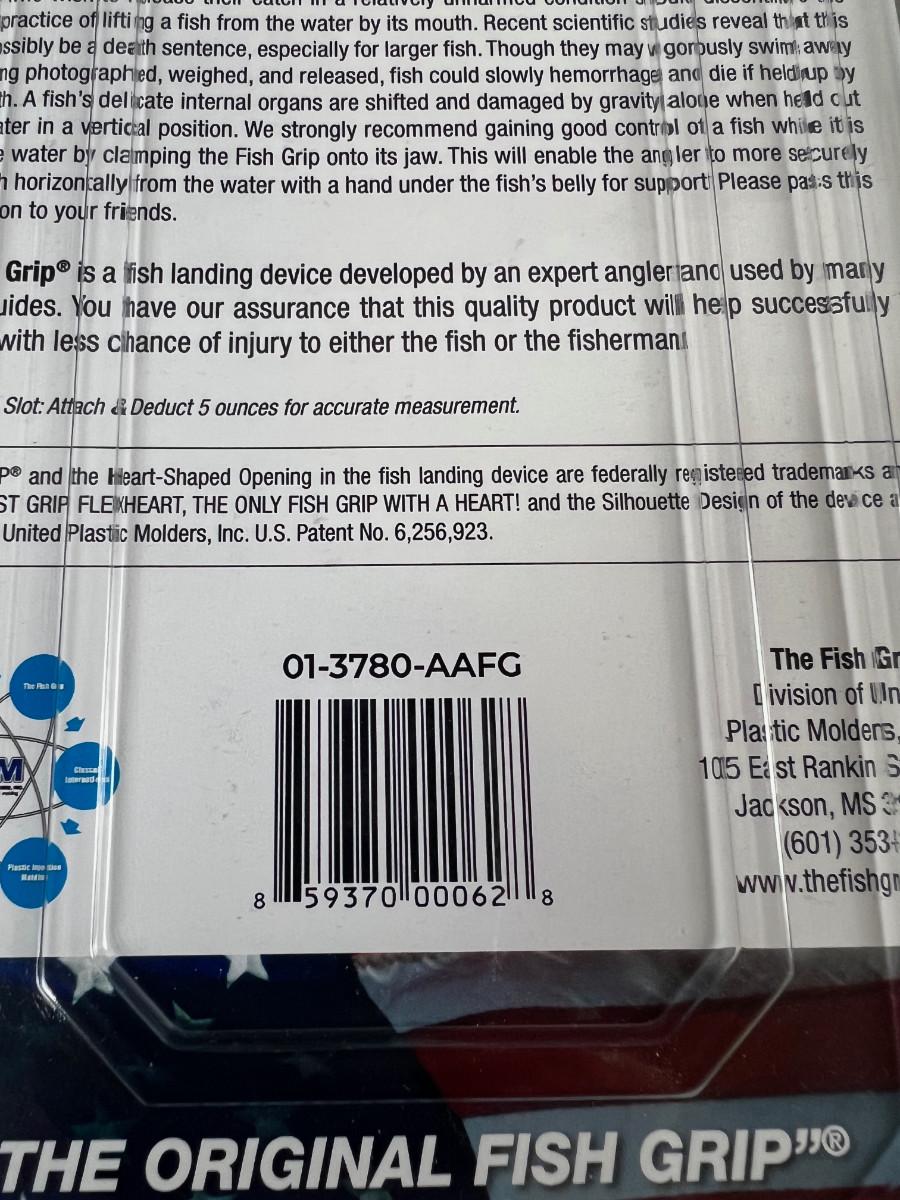 practice of lifting a fish from the water by its mouth. Recent scientific studies reveal that this
ssibly be a death sentence, especially for larger fish. Though they may vigorously swim away
ng photographed, weighed, and released, fish could slowly hemorrhage and die if held up by
h. A fish's delicate internal organs are shifted and damaged by gravity alone when held out
ater in a vertical position. We strongly recommend gaining good control of a fish while it is
e water by clamping the Fish Grip onto its jaw. This will enable the angler to more securely
h horizontally from the water with a hand under the fish's belly for support. Please pass this
on to your friends.
Grip® is a fish landing device developed by an expert angler and used by many
uides. You have our assurance that this quality product will help successfully
with less chance of injury to either the fish or the fisherman.
Slot: Attach & Deduct 5 ounces for accurate measurement.
P® and the Heart-Shaped Opening in the fish landing device are federally registered trademarks an
ST GRIP FLEXHEART, THE ONLY FISH GRIP WITH A HEART! and the Silhouette Design of the device a
United Plastic Molders, Inc. U.S. Patent No. 6,256,923.
The Fish Grip
M
Plastic Injection
01-3780-AAFG
8 59370 00062 8
The Fish Gr
Division of Un
Plastic Molders,
105 East Rankin S
Jackson, MS 3
(601) 353-
www.thefishgr
THE ORIGINAL FISH GRIP"®